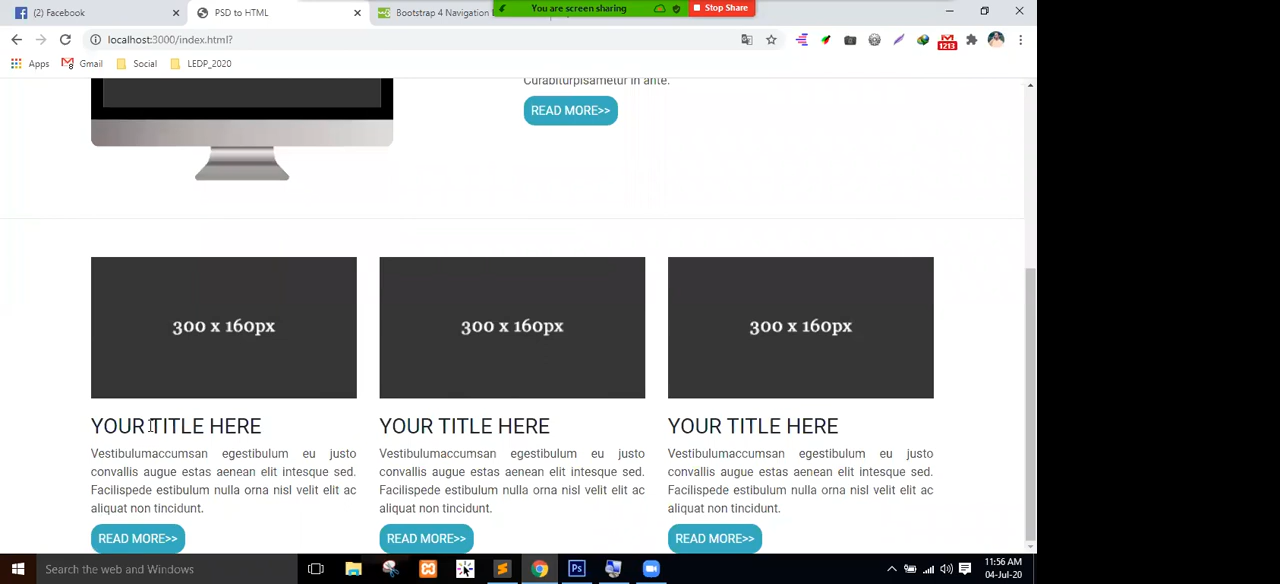 (2) Facebook
PSD to HTML
Bootstrap 4 Navigation
You are screen sharing
Stop Share
localhost:3000/index.html?
1213
Apps
Gmail
Social
LEDP_2020
Curabiturpisametur in ante.
READ MORE>>
300 x 160px
300 x 160px
300 x 160px
YOUR TITLE HERE
Vestibulumaccumsan egestibulum eu justo
convallis augue estas aenean elit intesque sed.
Facilispede estibulum nulla orna nisl velit elit ac
aliquat non tincidunt.
READ MORE>>
YOUR TITLE HERE
Vestibulumaccumsan egestibulum eu justo
convallis augue estas aenean elit intesque sed.
Facilispede estibulum nulla orna nisl velit elit ac
aliquat non tincidunt.
READ MORE>>
YOUR TITLE HERE
Vestibulumaccumsan egestibulum eu justo
convallis augue estas aenean elit intesque sed.
Facilispede estibulum nulla orna nisl velit elit ac
aliquat non tincidunt.
READ MORE>>
Search the web and Windows
Ps
11:56 AM
04-Jul-20